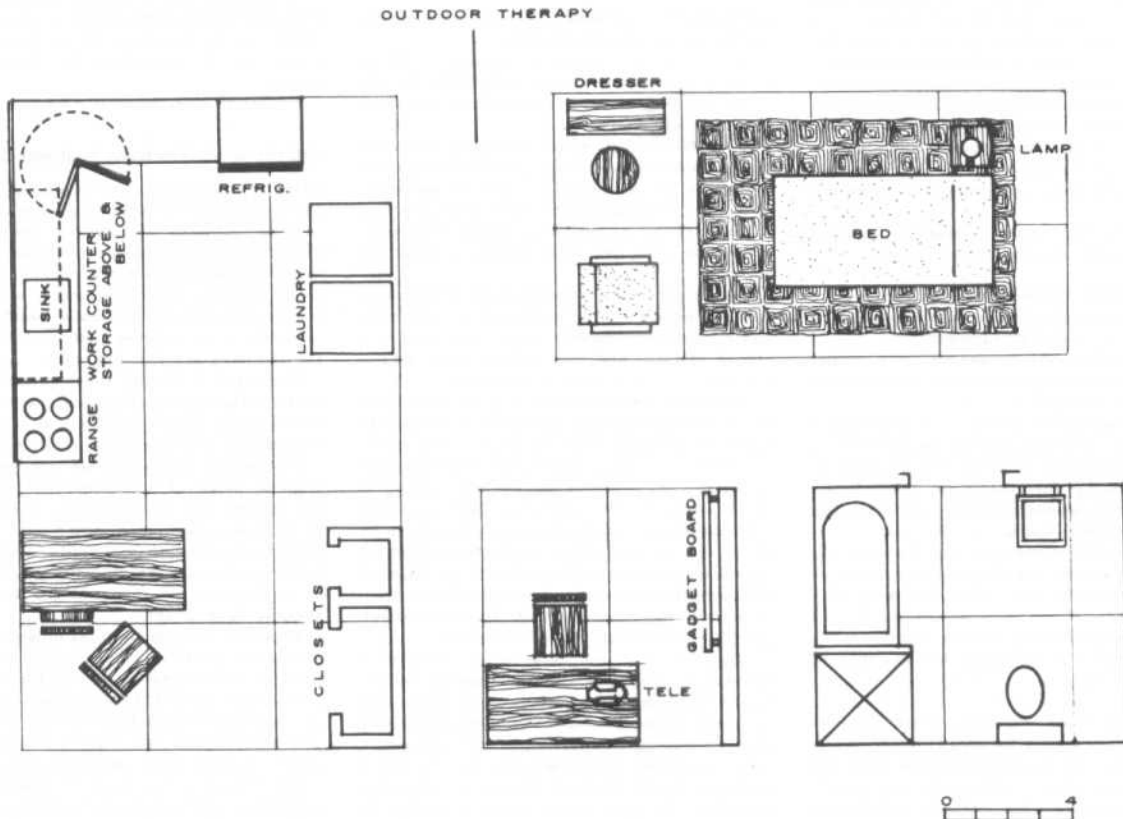 OUTDOOR THERAPY
DRESSER
LAMP
REFRIG.
BED
WORK COUNTER
STORAGE ABOVE &
BELOW
SINK
LAUNDRY
RANGE
GADGET BOARD
CLOSETS
TELE
0 4